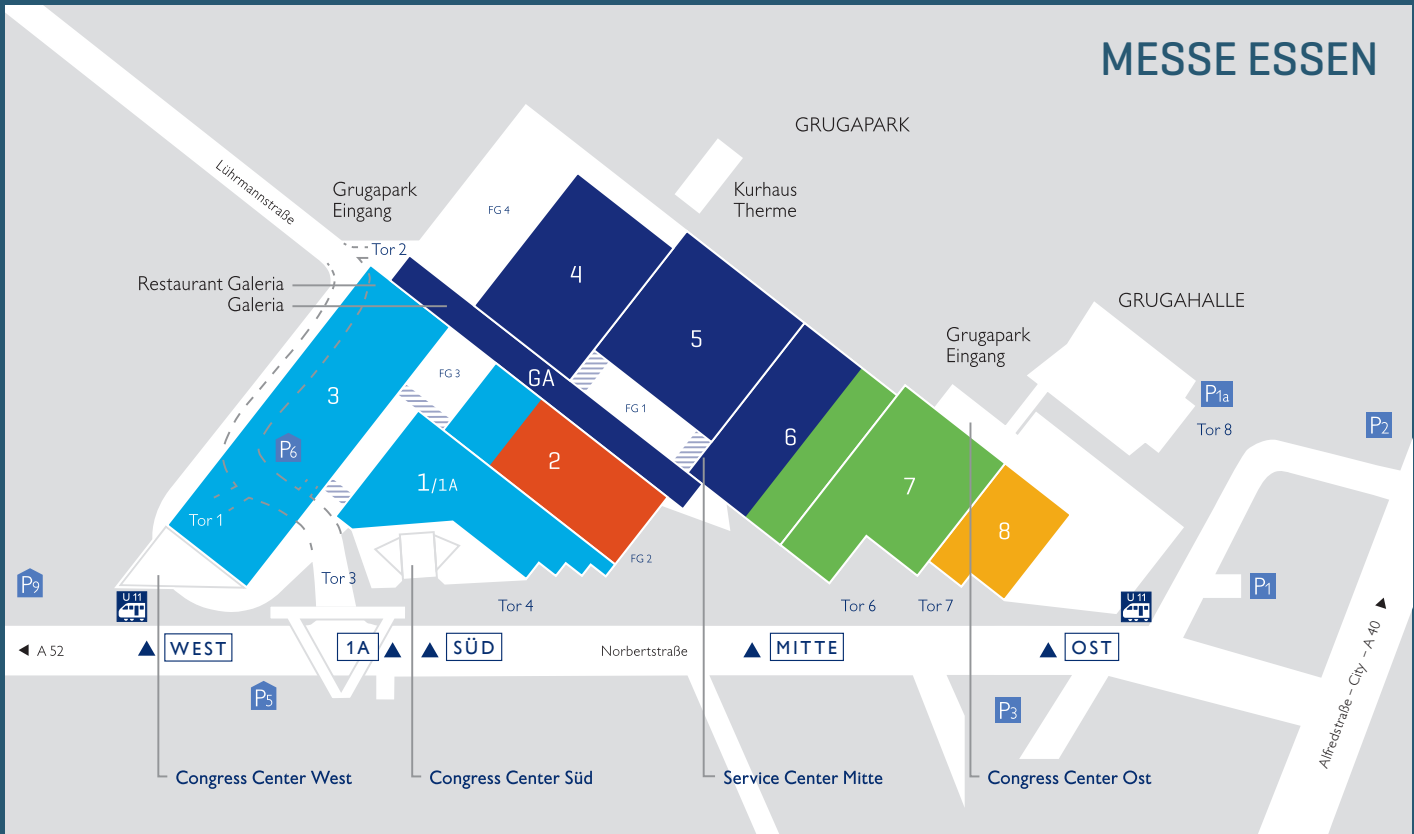 MESSE ESSEN
GRUGAPARK
Lührmannstraße
Grugapark
Eingang
FG 4
Kurhaus
Therme
Tor 2
Restaurant Galeria
Galeria
4
5
GRUGAHALLE
Grugapark
Eingang
3
FG 3
GA
FG 1
6
P1a
Tor 8
P2
P6
1/1A
2
7
8
Tor 1
FG 2
Tor 3
Tor 4
Tor 6
Tor 7
P9
U 11
U 11
P1
A 52
WEST
1A
SÜD
Norbertstraße
MITTE
OST
P5
P3
Alfredstraße – City – A 40
Congress Center West
Congress Center Süd
Service Center Mitte
Congress Center Ost